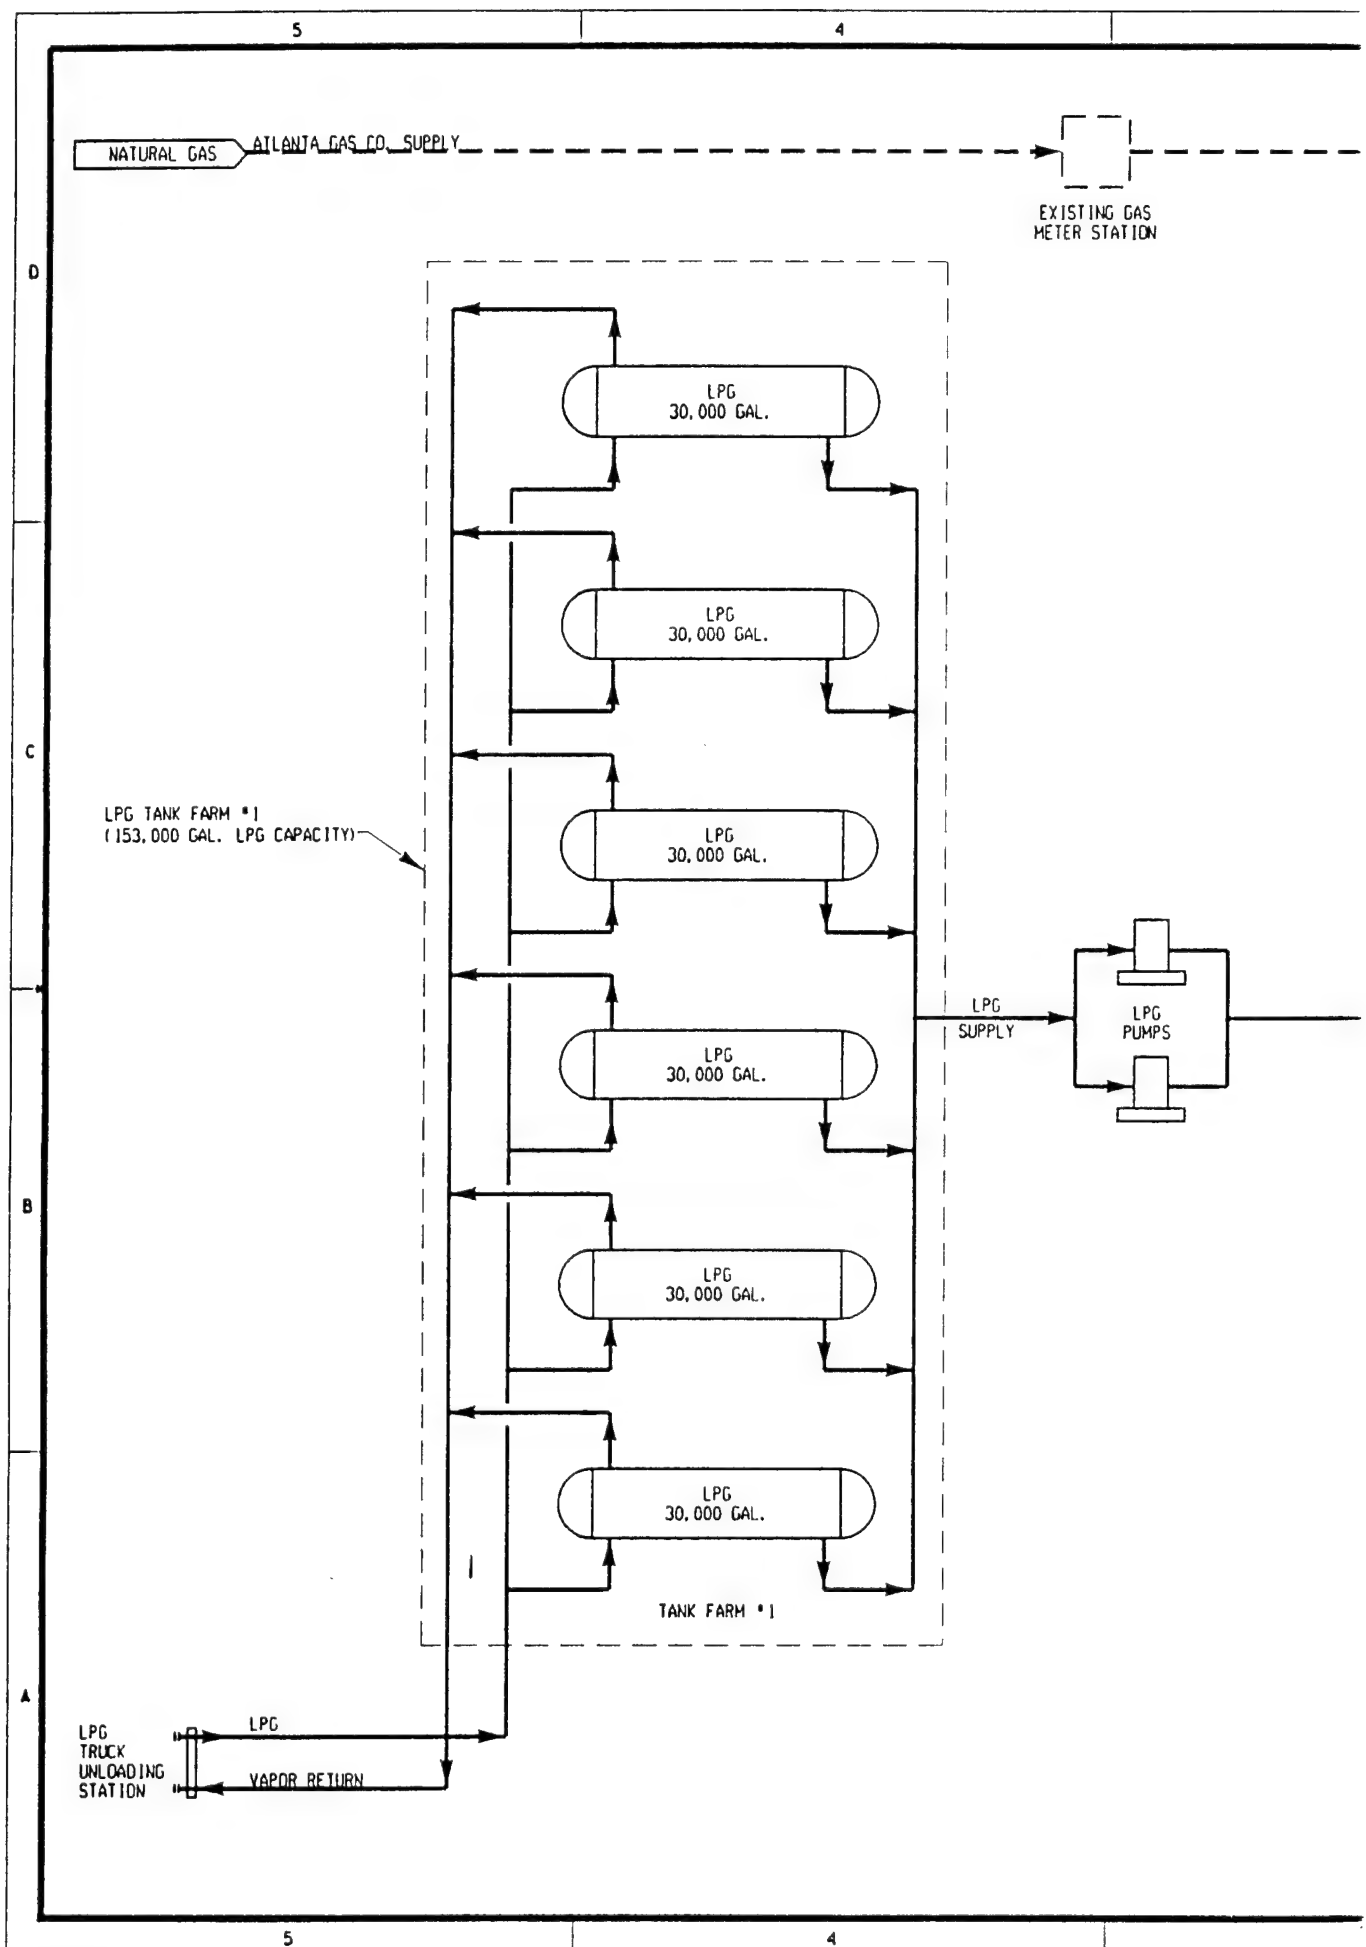 5 4
NATURAL GAS
ATLANTA GAS CO. SUPPLY
EXISTING GAS
METER STATION
D
LPG
30,000 GAL.
LPG
30,000 GAL.
C
LPG TANK FARM #1
(153,000 GAL. LPG CAPACITY)
LPG
30,000 GAL.
LPG
SUPPLY
LPG
PUMPS
LPG
30,000 GAL.
B
LPG
30,000 GAL.
LPG
30,000 GAL.
TANK FARM #1
A
LPG
TRUCK
UNLOADING
STATION
LPG
VAPOR RETURN
5 4